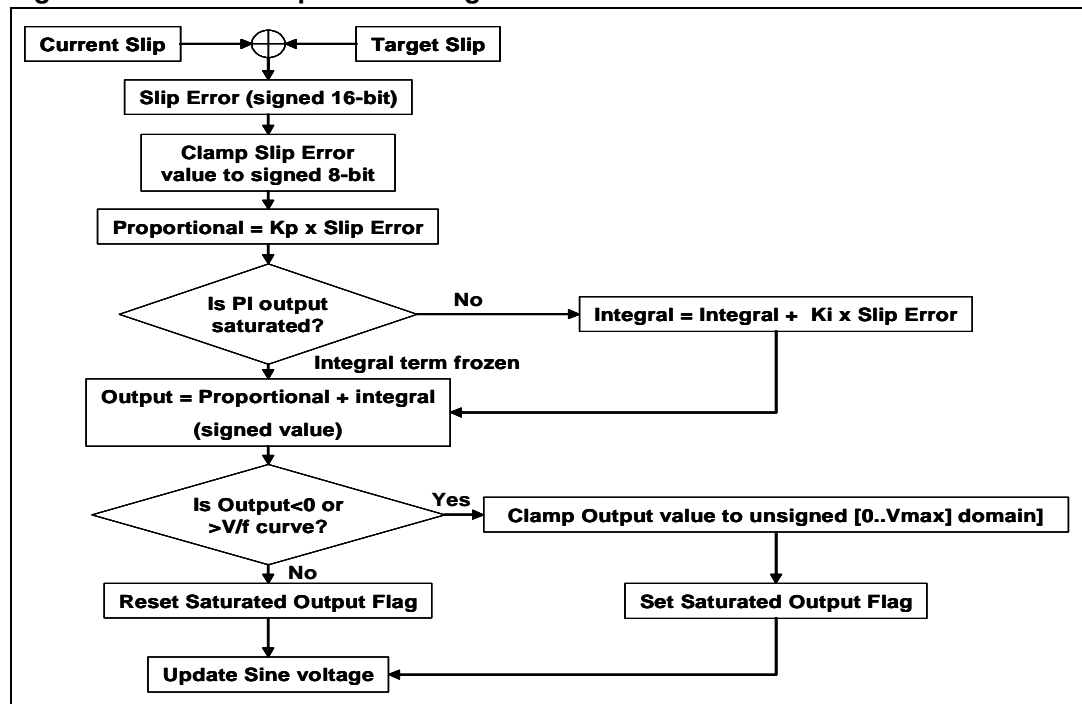 Current Slip
Target Slip
Slip Error (signed 16-bit)
Clamp Slip Error
value to signed 8-bit
Proportional = Kp x Slip Error
Is PI output
saturated?
No
Integral = Integral + Ki x Slip Error
Integral term frozen
Output = Proportional + integral
(signed value)
Is Output<0 or
>V/f curve?
Yes
Clamp Output value to unsigned [0..Vmax] domain]
No
Reset Saturated Output Flag
Set Saturated Output Flag
Update Sine voltage